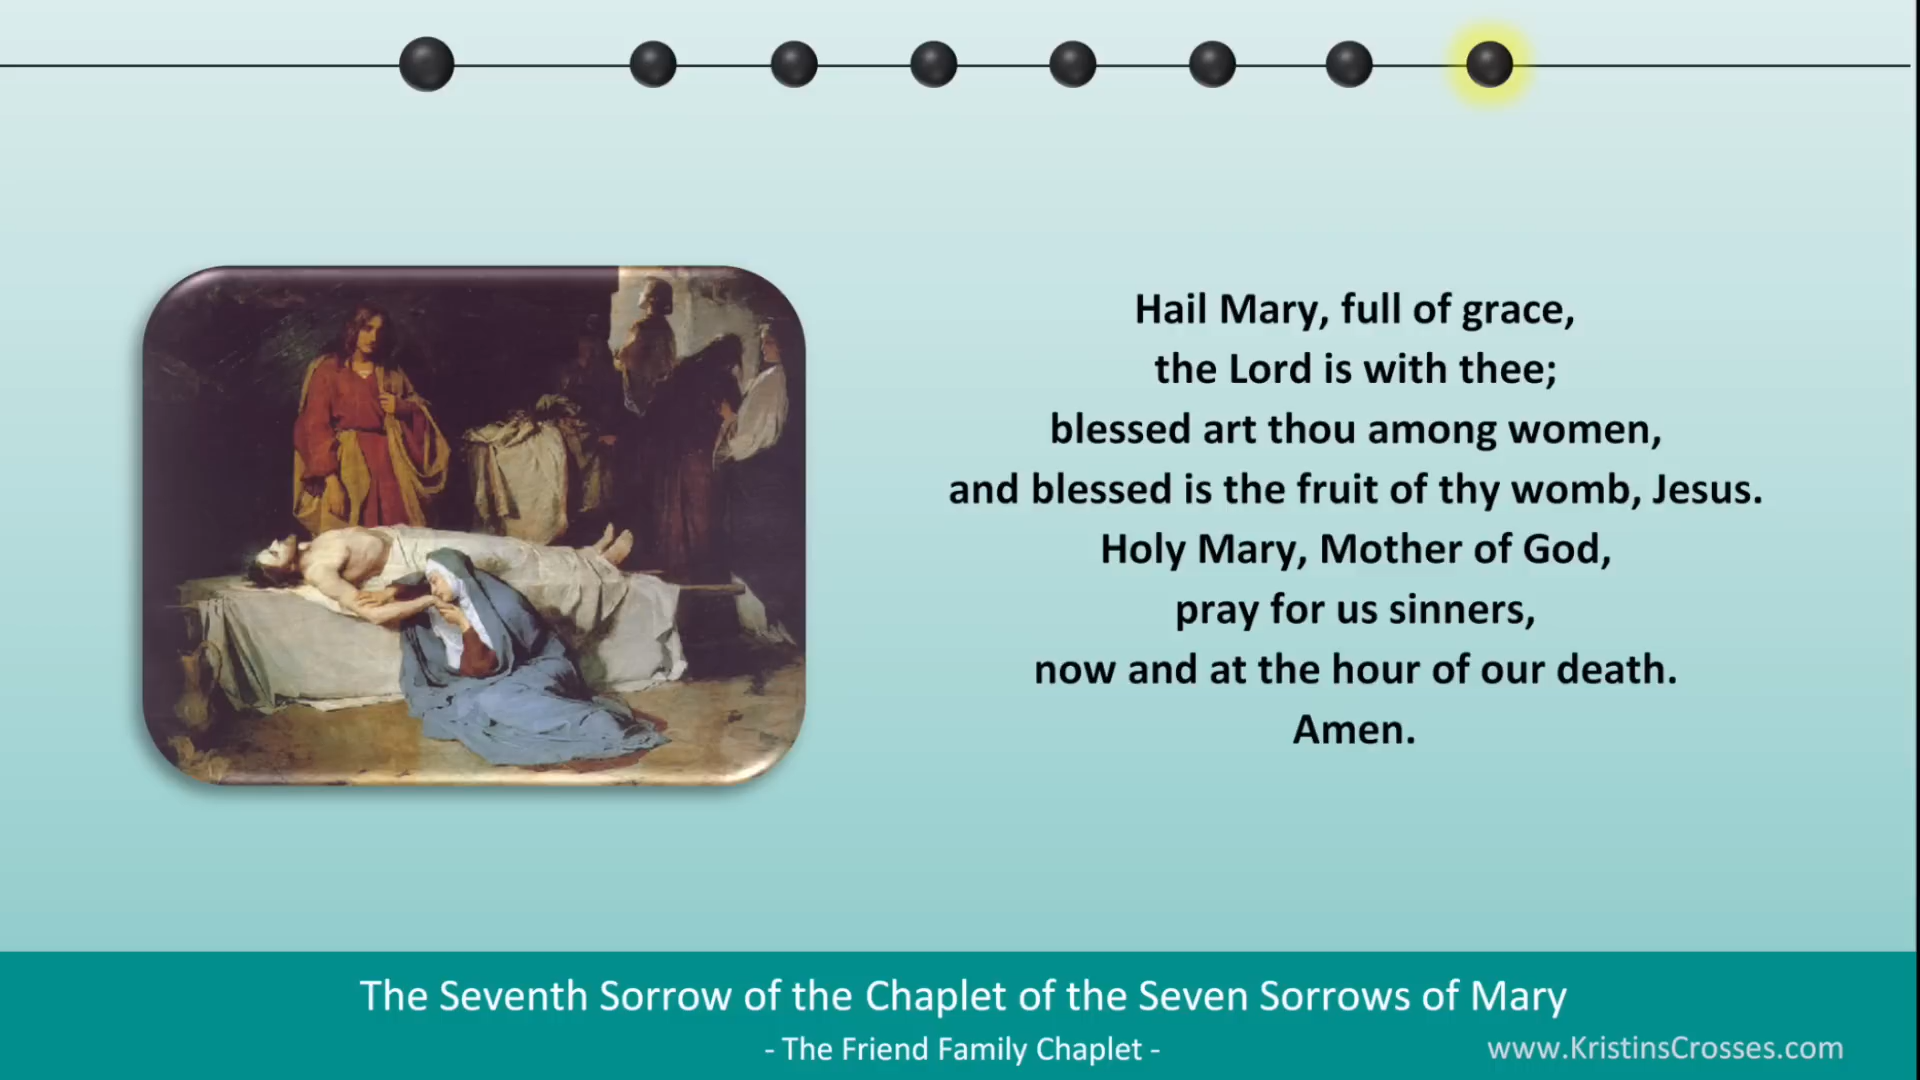 Hail Mary, full of grace,
the Lord is with thee;
blessed art thou among women,
and blessed is the fruit of thy womb, Jesus.
Holy Mary, Mother of God,
pray for us sinners,
now and at the hour of our death.
Amen.
The Seventh Sorrow of the Chaplet of the Seven Sorrows of Mary
- The Friend Family Chaplet -
www.KristinsCrosses.com